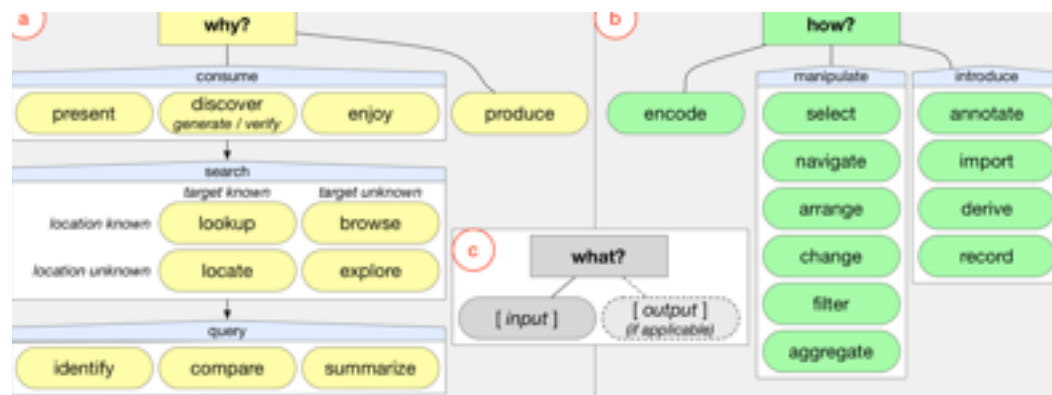 a
why?
consume
present
discover
generate / verify
enjoy
produce
search
target known
target unknown
location known
lookup
browse
location unknown
locate
explore
query
identify
compare
summarize
b
how?
encode
manipulate
select
navigate
arrange
change
filter
aggregate
introduce
annotate
import
derive
record
c
what?
[ input ]
[ output ]
(if applicable)